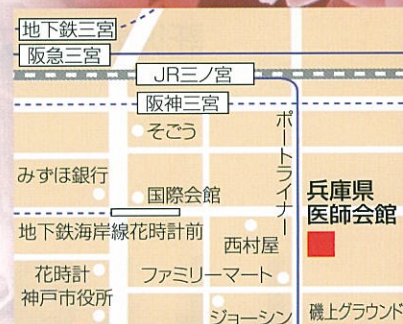 地下鉄三宮
阪急三宮
JR三ノ宮
阪神三宮
そごう
ポートライナー
みずほ銀行
国際会館
兵庫県
医師会館
地下鉄海岸線花時計前
西村屋
花時計
神戸市役所
ファミリーマート
ジョーシン
磯上グラウンド